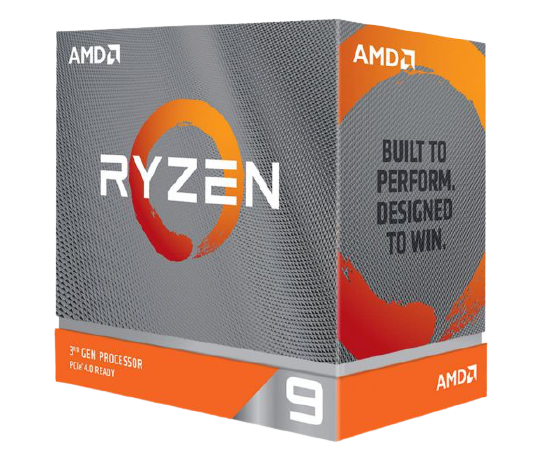 AMD
RYZEN
3RD GEN PROCESSOR
PCIe® 4.0 READY
9
AMD
BUILT TO
PERFORM.
DESIGNED
TO WIN.
AMD